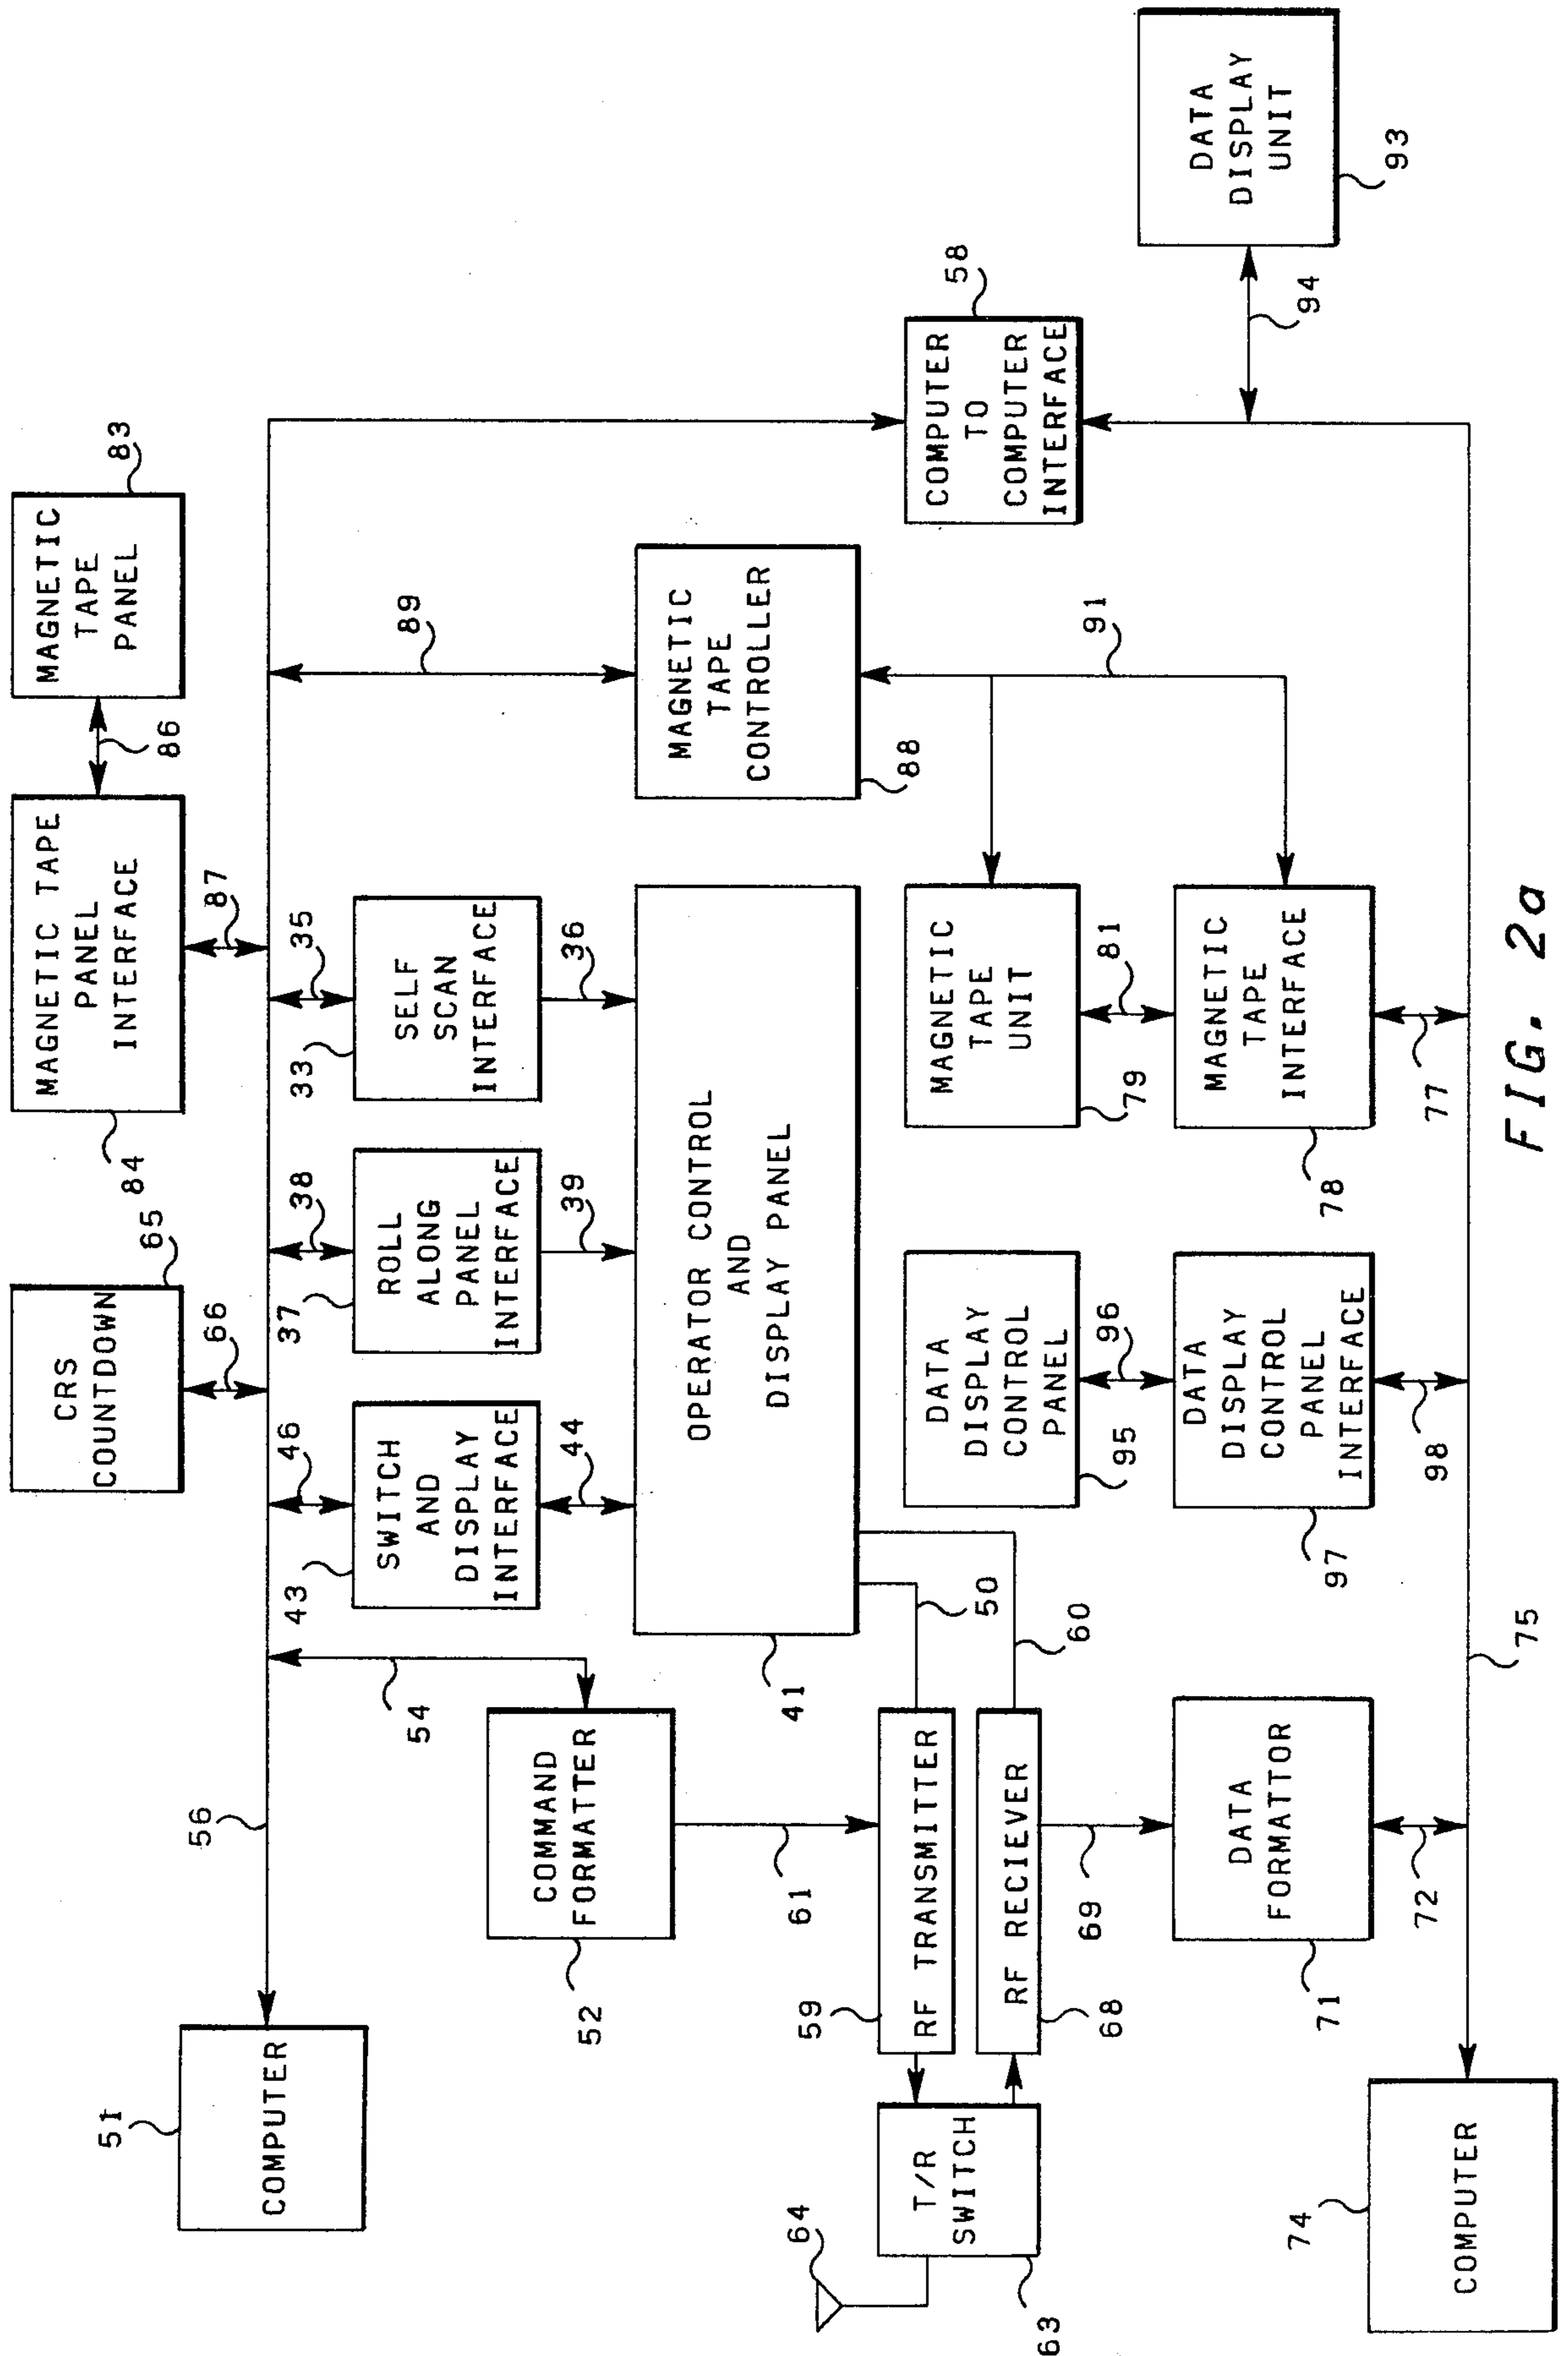 83
MAGNETIC
TAPE
PANEL
86
MAGNETIC TAPE
PANEL
INTERFACE
84
87
65
CRS
COUNTDOWN
66
51
COMPUTER
56
54
COMMAND
FORMATTER
52
61
46
SWITCH
AND
DISPLAY
INTERFACE
43
44
38
ROLL
ALONG
PANEL
INTERFACE
37
39
35
SELF
SCAN
INTERFACE
33
36
89
MAGNETIC
TAPE
CONTROLLER
88
91
OPERATOR CONTROL
AND
DISPLAY PANEL
41
50
60
59
RF TRANSMITTER
RF RECIEVER
68
69
64
T/R
SWITCH
63
DATA
FORMATTOR
71
72
DATA
DISPLAY
CONTROL
PANEL
95
96
DATA
DISPLAY
CONTROL
PANEL
INTERFACE
97
98
MAGNETIC
TAPE
UNIT
79
81
MAGNETIC
TAPE
INTERFACE
78
77
58
COMPUTER
TO
COMPUTER
INTERFACE
94
DATA
DISPLAY
UNIT
93
74
COMPUTER
75
FIG. 2a